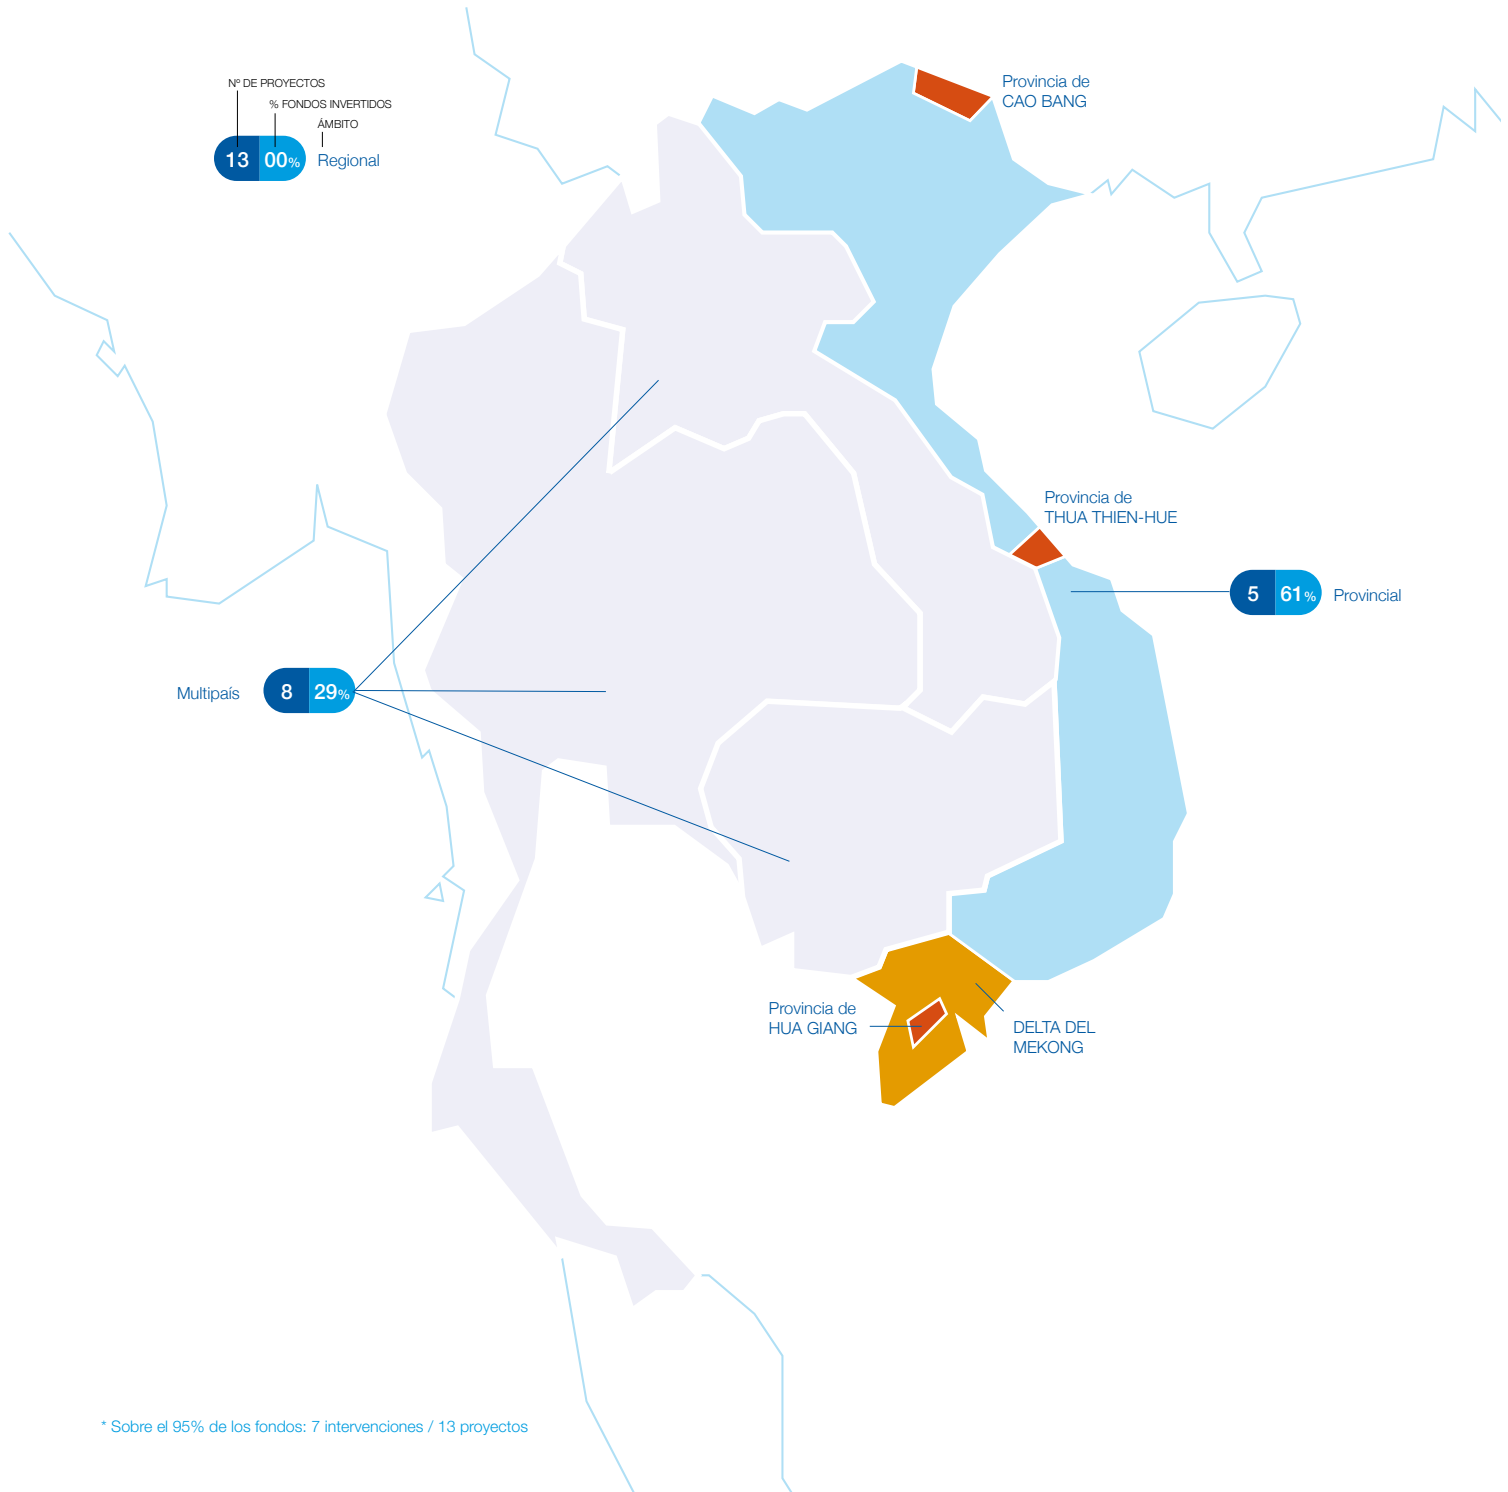 Nº DE PROYECTOS
% FONDOS INVERTIDOS
ÁMBITO
13 00% Regional
Provincia de
CAO BANG
Provincia de
THUA THIEN-HUE
5 61% Provincial
Multipaís 8 29%
Provincia de
HUA GIANG
DELTA DEL
MEKONG
* Sobre el 95% de los fondos: 7 intervenciones / 13 proyectos